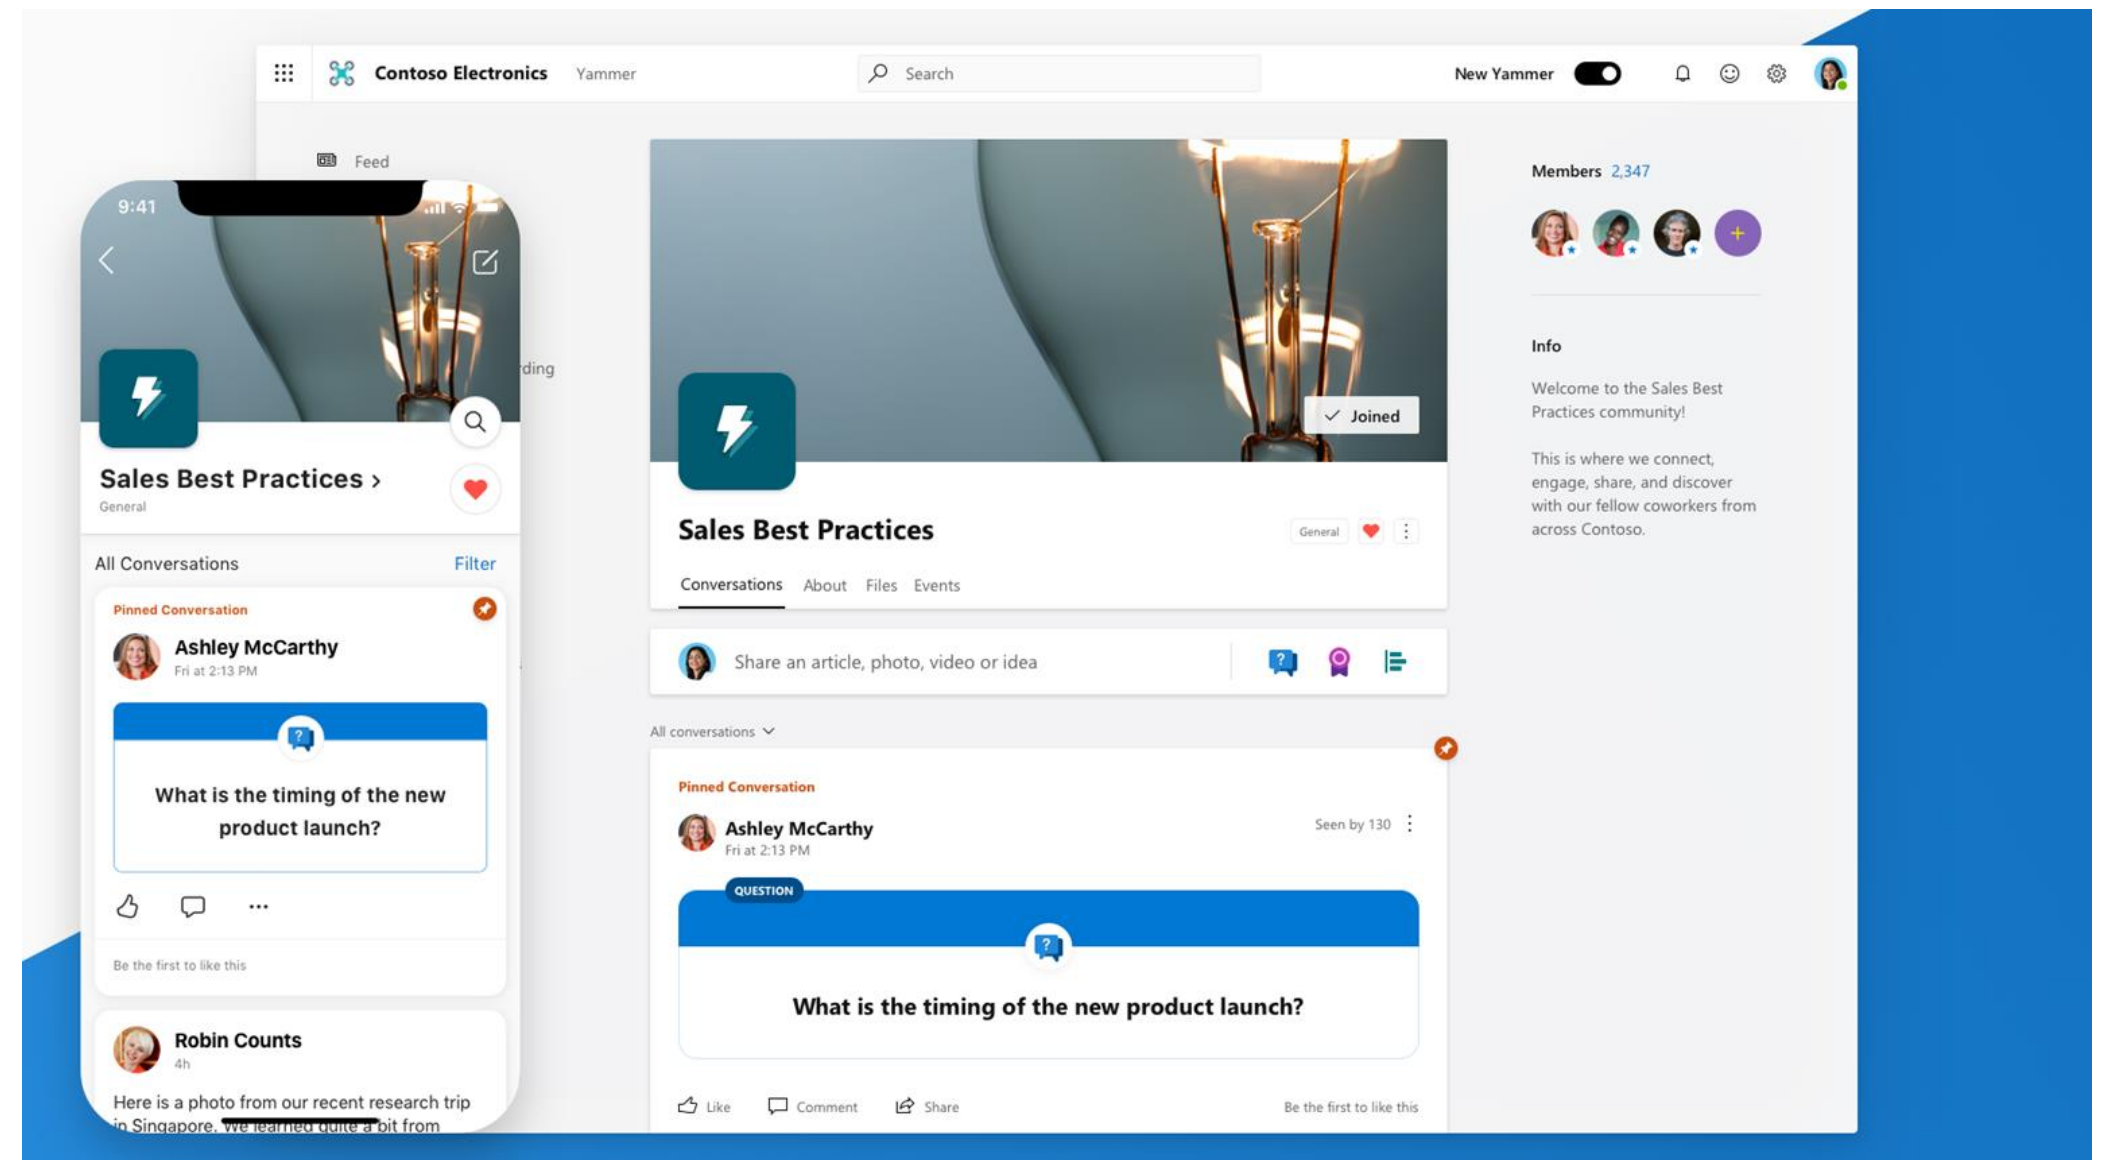 Contoso Electronics Yammer
Search
New Yammer
Feed
rding
9:41
Sales Best Practices >
General
All Conversations Filter
Pinned Conversation
Ashley McCarthy
Fri at 2:13 PM
?
What is the timing of the new
product launch?
Be the first to like this
Robin Counts
4h
Here is a photo from our recent research trip
in Singapore. We learned quite a bit from
Joined
Sales Best Practices
General
Conversations About Files Events
Share an article, photo, video or idea
?
All conversations
Pinned Conversation
Ashley McCarthy
Fri at 2:13 PM
Seen by 130
QUESTION
?
What is the timing of the new product launch?
Like Comment Share Be the first to like this
Members 2,347
+
Info
Welcome to the Sales Best
Practices community!
This is where we connect,
engage, share, and discover
with our fellow coworkers from
across Contoso.